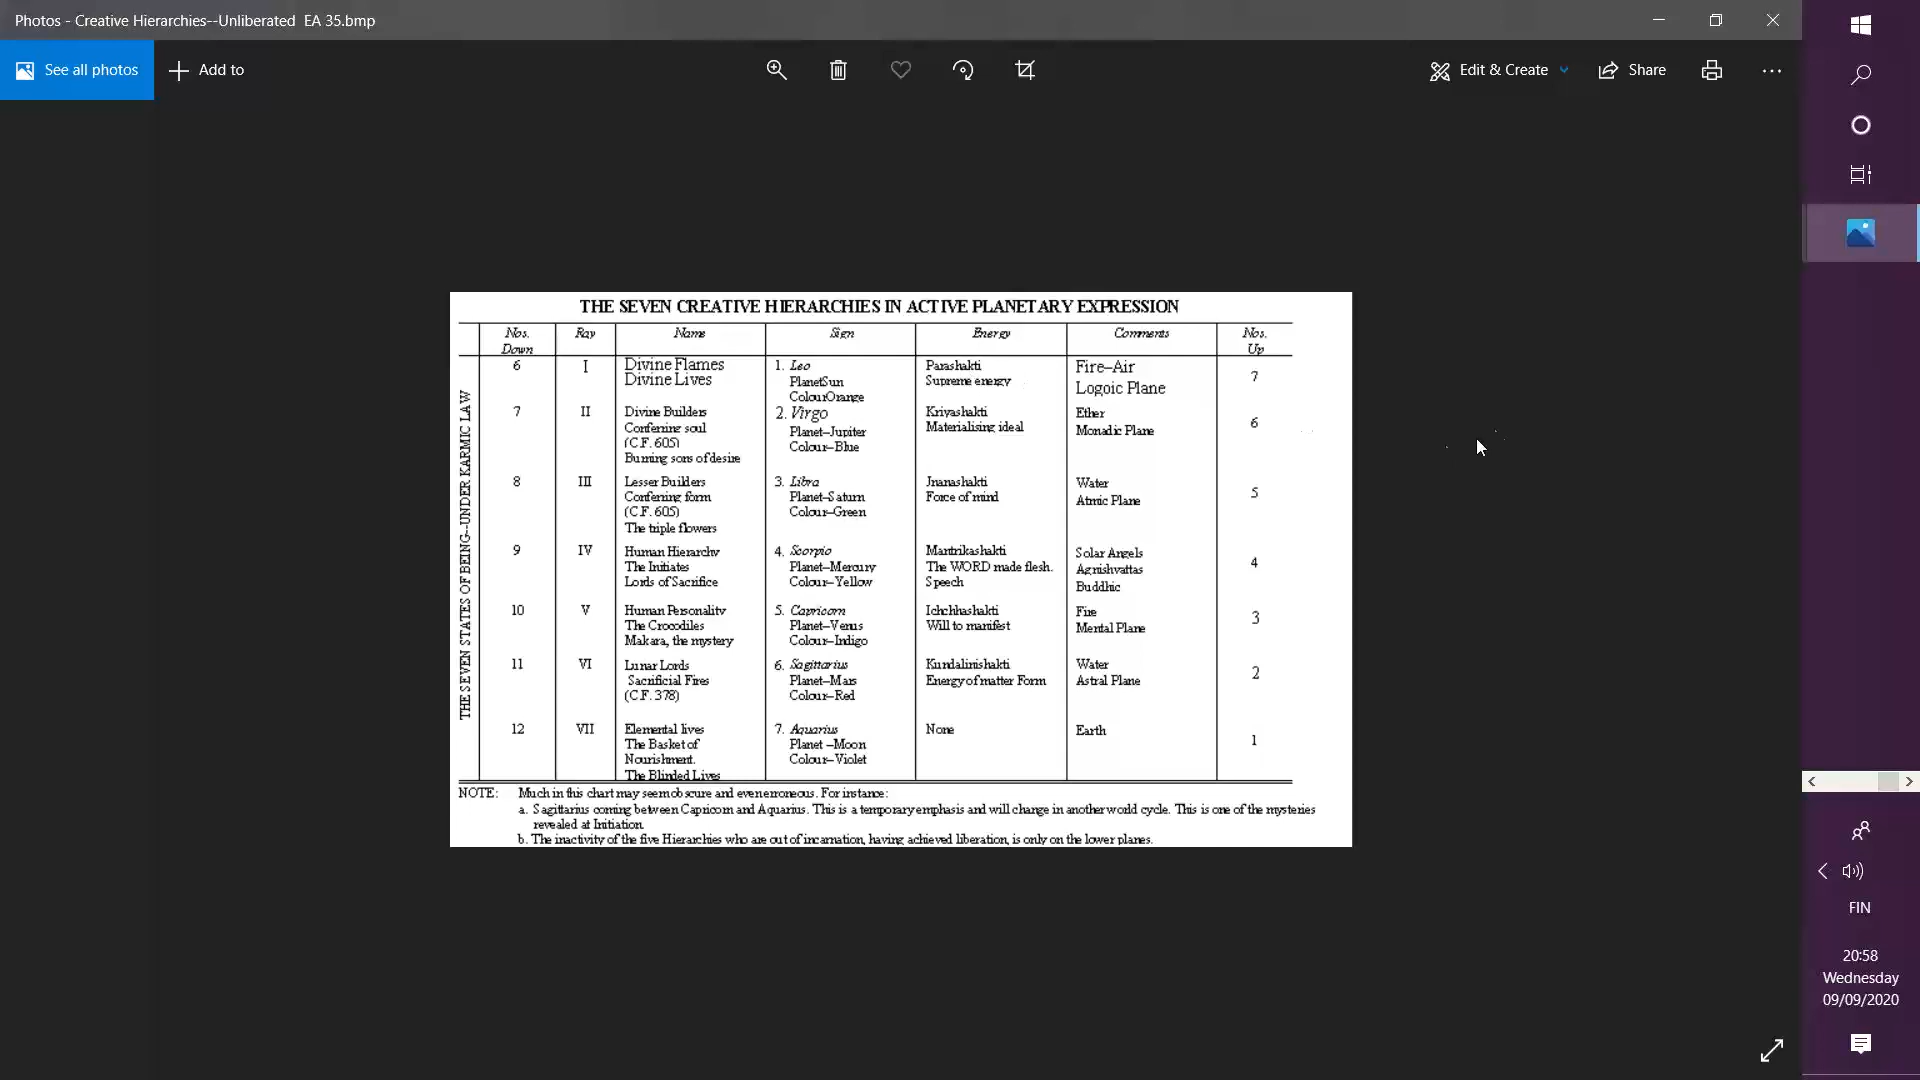 Photos - Creative Hierarchies--Unliberated EA 35.bmp
See all photos
Add to
Edit & Create
Share
THE SEVEN CREATIVE HIERARCHIES IN ACTIVE PLANETARY EXPRESSION
Nos. Down Ray Name Sign Energy Comments Nos. Up
THE SEVEN STATES OF BEING--UNDER KARMIC LAW
6 I Divine Flames 1. Leo Parashakti Fire–Air 7
Divine Lives PlanetSun Supreme energy Logoic Plane
ColourOrange
7 II Divine Builders 2. Virgo Kriyashakti Ether 6
Conferring soul Planet–Jupiter Materialising ideal Monadic Plane
(C.F. 605) Colour–Blue
Burning sons of desire
8 III Lesser Builders 3. Libra Jnanashakti Water 5
Conferring form Planet–Saturn Force of mind Atmic Plane
(C.F. 605) Colour–Green
The triple flowers
9 IV Human Hierarchy 4. Scorpio Mantrikashakti Solar Angels 4
The Initiates Planet–Mercury The WORD made flesh. Agnishvattas
Lords of Sacrifice Colour–Yellow Speech Buddhic
10 V Human Personality 5. Capricorn Ichchhashakti Fire 3
The Crocodiles Planet–Venus Will to manifest Mental Plane
Makara, the mystery Colour–Indigo
11 VI Lunar Lords 6. Sagittarius Kundalinishakti Water 2
Sacrificial Fires Planet–Mars Energy of matter Form Astral Plane
(C.F. 378) Colour–Red
12 VII Elemental lives 7. Aquarius None Earth 1
The Basket of Planet –Moon
Nourishment. Colour–Violet
The Blinded Lives
NOTE: Much in this chart may seem obscure and even erroneous. For instance:
a. Sagittarius coming between Capricorn and Aquarius. This is a temporary emphasis and will change in another world cycle. This is one of the mysteries
revealed at Initiation.
b. The inactivity of the five Hierarchies who are out of incarnation, having achieved liberation, is only on the lower planes.
FIN
20:58
Wednesday
09/09/2020